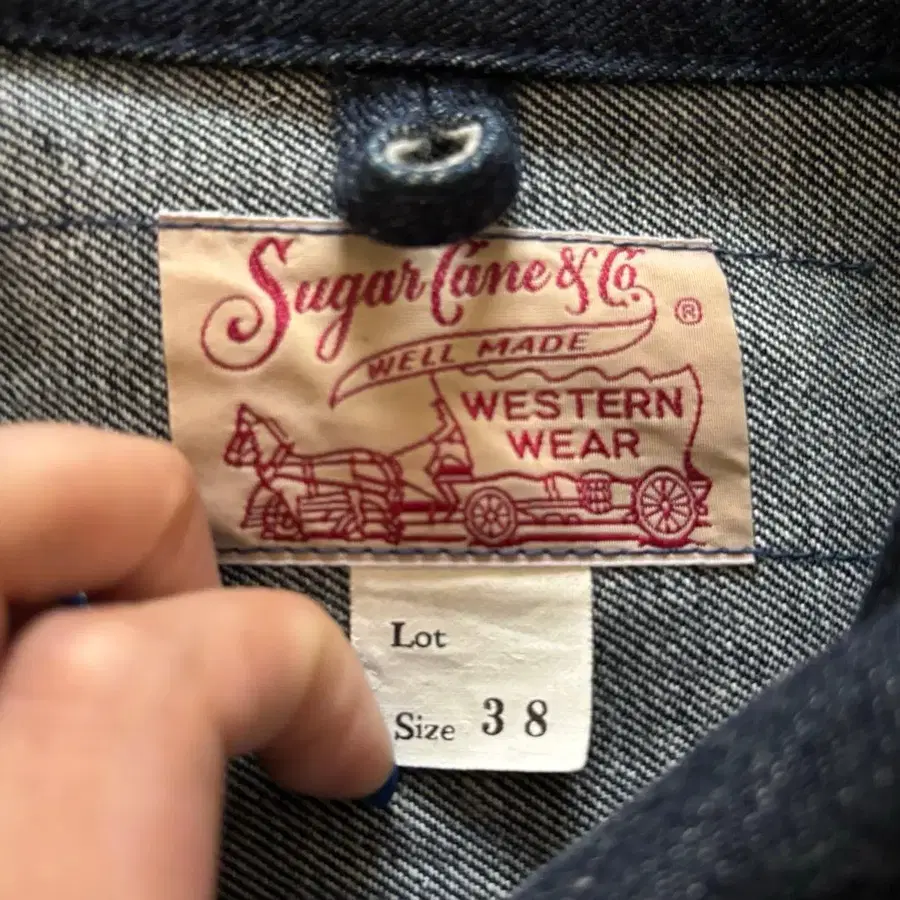 Sugar Cane & Co.
®
WELL MADE
WESTERN
WEAR
Lot
Size 38